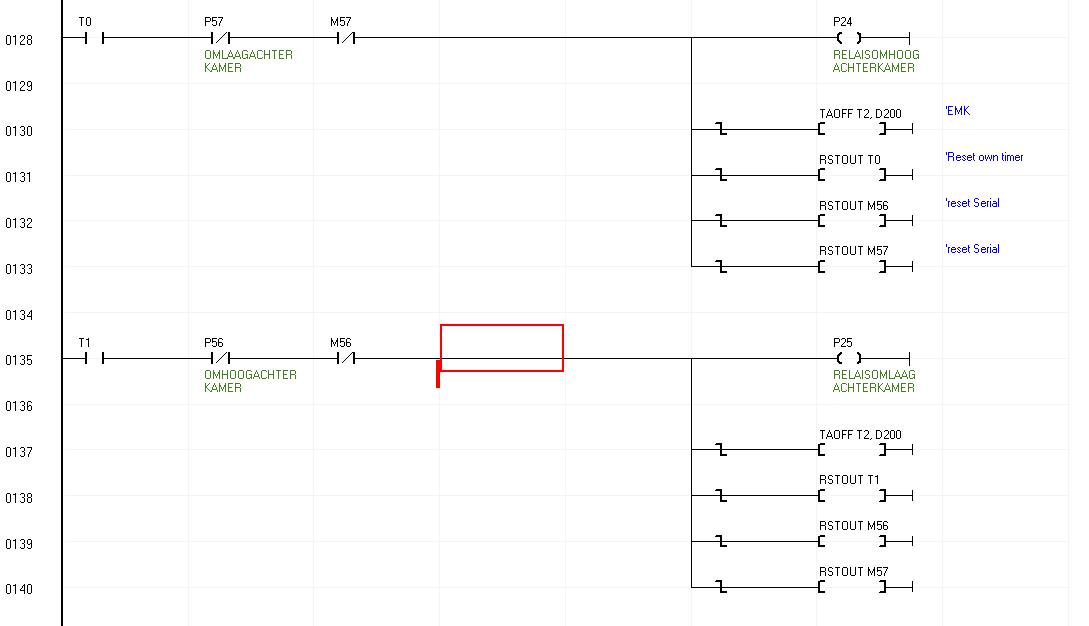 T0 P57 M57 P24
0128
OMLAAGACHTER RELAISOMHOOG
KAMER ACHTERKAMER
0129
TAOFF T2, D200 'EMK
0130
RSTOUT T0 'Reset own timer
0131
RSTOUT M56 'reset Serial
0132
RSTOUT M57 'reset Serial
0133
0134
T1 P56 M56 P25
0135
OMHOOGACHTER RELAISOMLAAG
KAMER ACHTERKAMER
0136
TAOFF T2, D200
0137
RSTOUT T1
0138
RSTOUT M56
0139
RSTOUT M57
0140